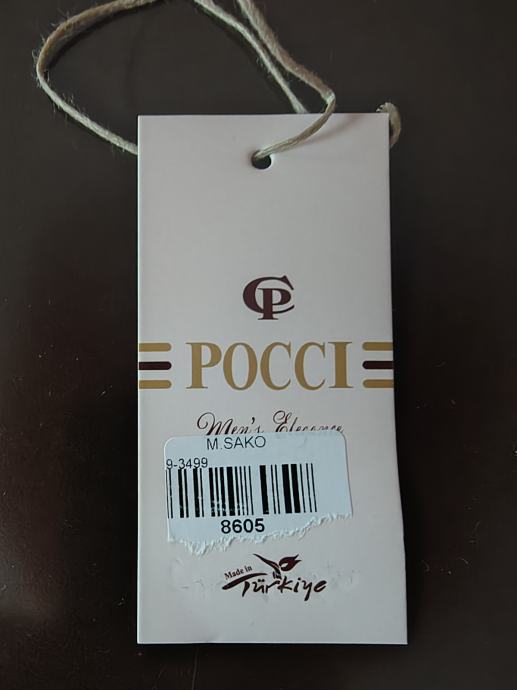 CP
POCCI
Men's Elegance
M.SAKO
9-3499
8605
Made in
Türkiye